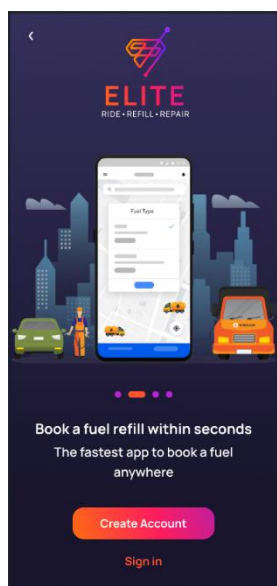 ELITE
RIDE•REFILL•REPAIR
Fuel Type
Book a fuel refill within seconds
The fastest app to book a fuel
anywhere
Create Account
Sign in